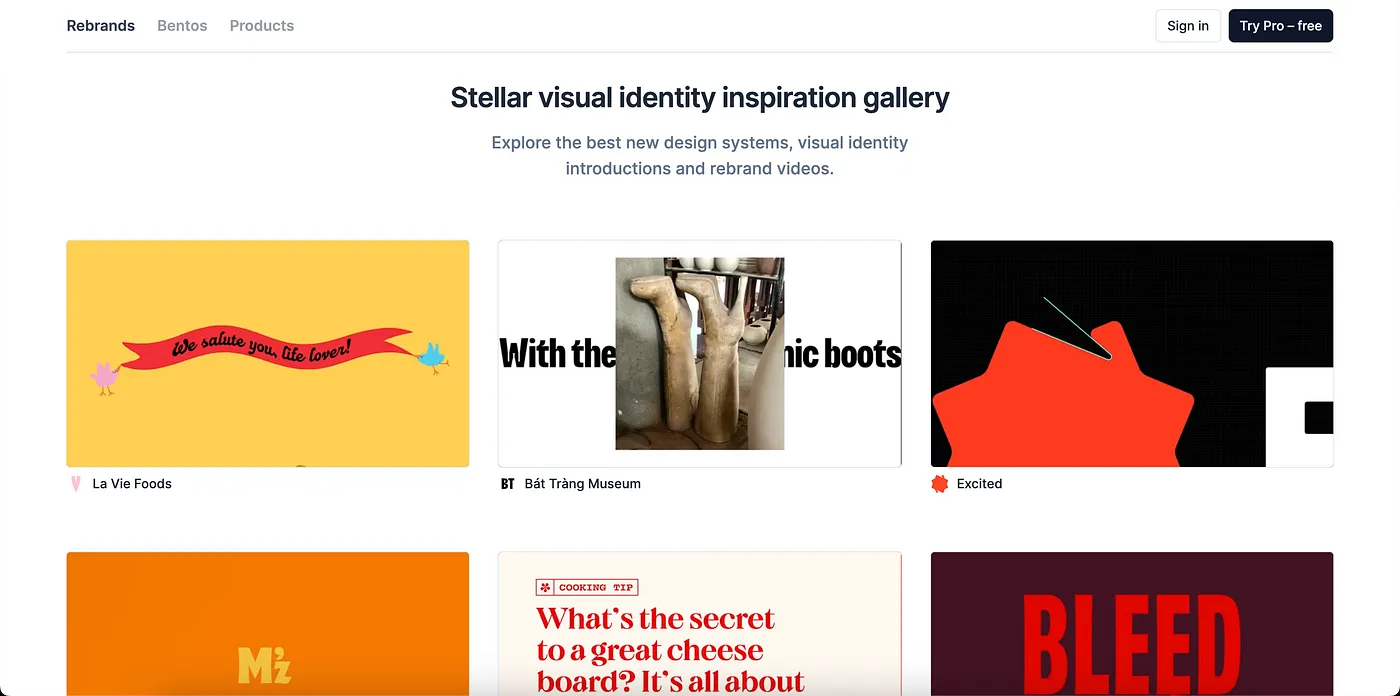 Rebrands Bentos Products Sign in Try Pro – free
Stellar visual identity inspiration gallery
Explore the best new design systems, visual identity
introductions and rebrand videos.
We salute you, life lover!
With the nic boots
La Vie Foods
BT Bát Tràng Museum
Excited
M'z
COOKING TIP
What's the secret
to a great cheese
board? It's all about
BLEED